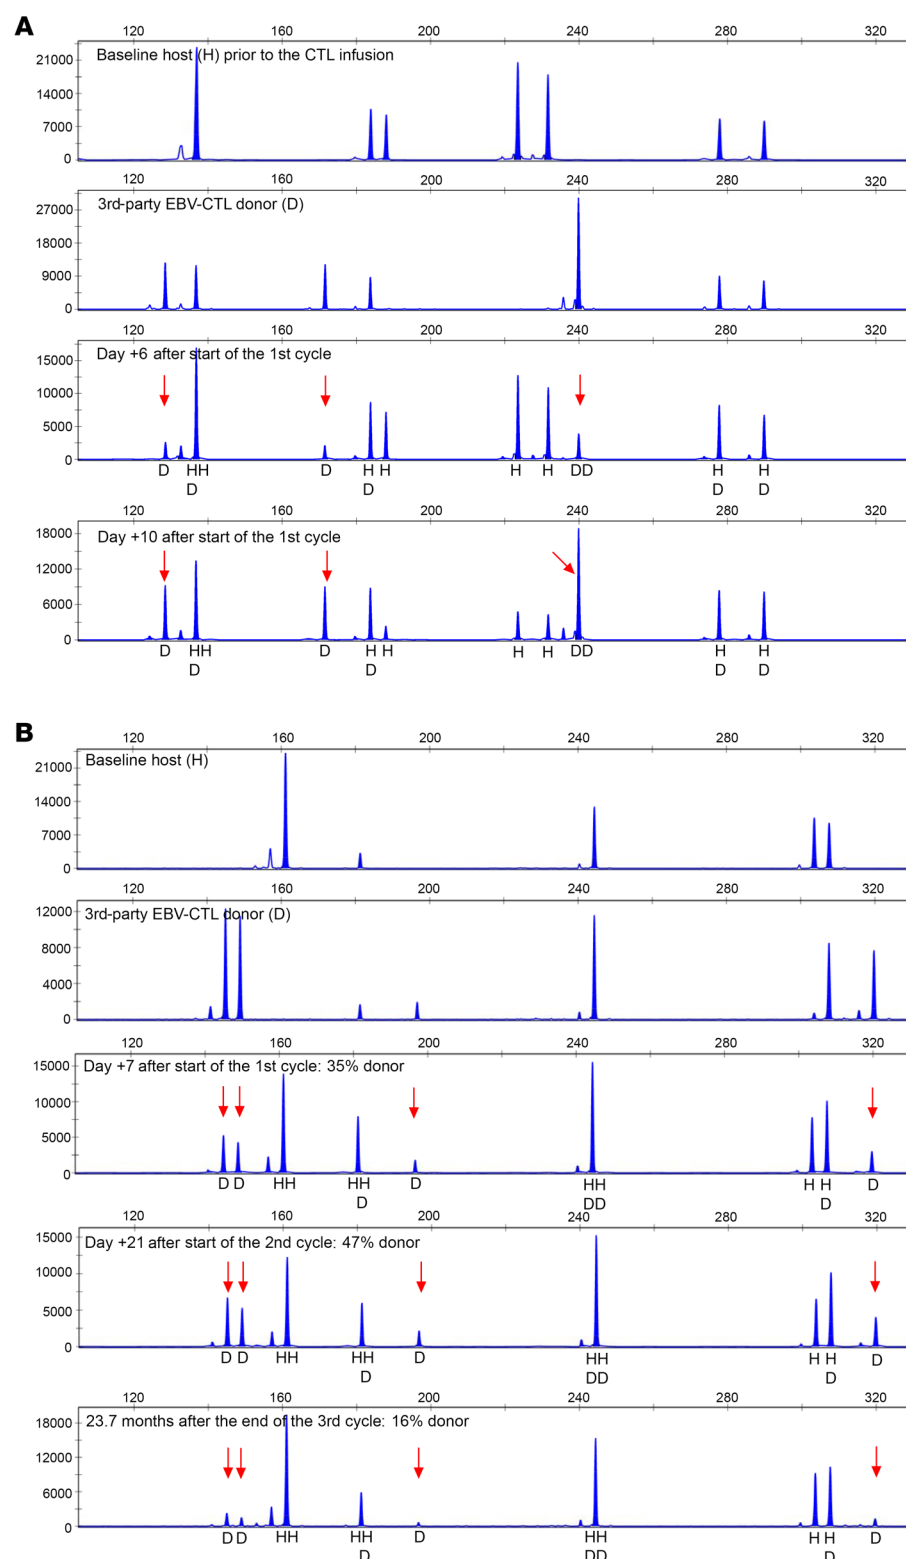 A
120 160 200 240 280 320
Baseline host (H) prior to the CTL infusion
21000
14000
7000
0
120 160 200 240 280 320
3rd-party EBV-CTL donor (D)
27000
18000
9000
0
120 160 200 240 280 320
Day +6 after start of the 1st cycle
15000
10000
5000
0
D HH D H H H H DD H H
D D D D
120 160 200 240 280 320
Day +10 after start of the 1st cycle
18000
12000
6000
0
D HH D H H H H DD H H
D D D D
B
120 160 200 240 280 320
Baseline host (H)
21000
14000
7000
0
120 160 200 240 280 320
3rd-party EBV-CTL donor (D)
12000
8000
4000
0
120 160 200 240 280 320
Day +7 after start of the 1st cycle: 35% donor
15000
10000
5000
0
D D HH HH D HH H H D
D DD D
120 160 200 240 280 320
Day +21 after start of the 2nd cycle: 47% donor
15000
10000
5000
0
D D HH HH D HH H H D
D DD D
120 160 200 240 280 320
23.7 months after the end of the 3rd cycle: 16% donor
18000
12000
6000
0
D D HH HH D HH H H D
D DD D